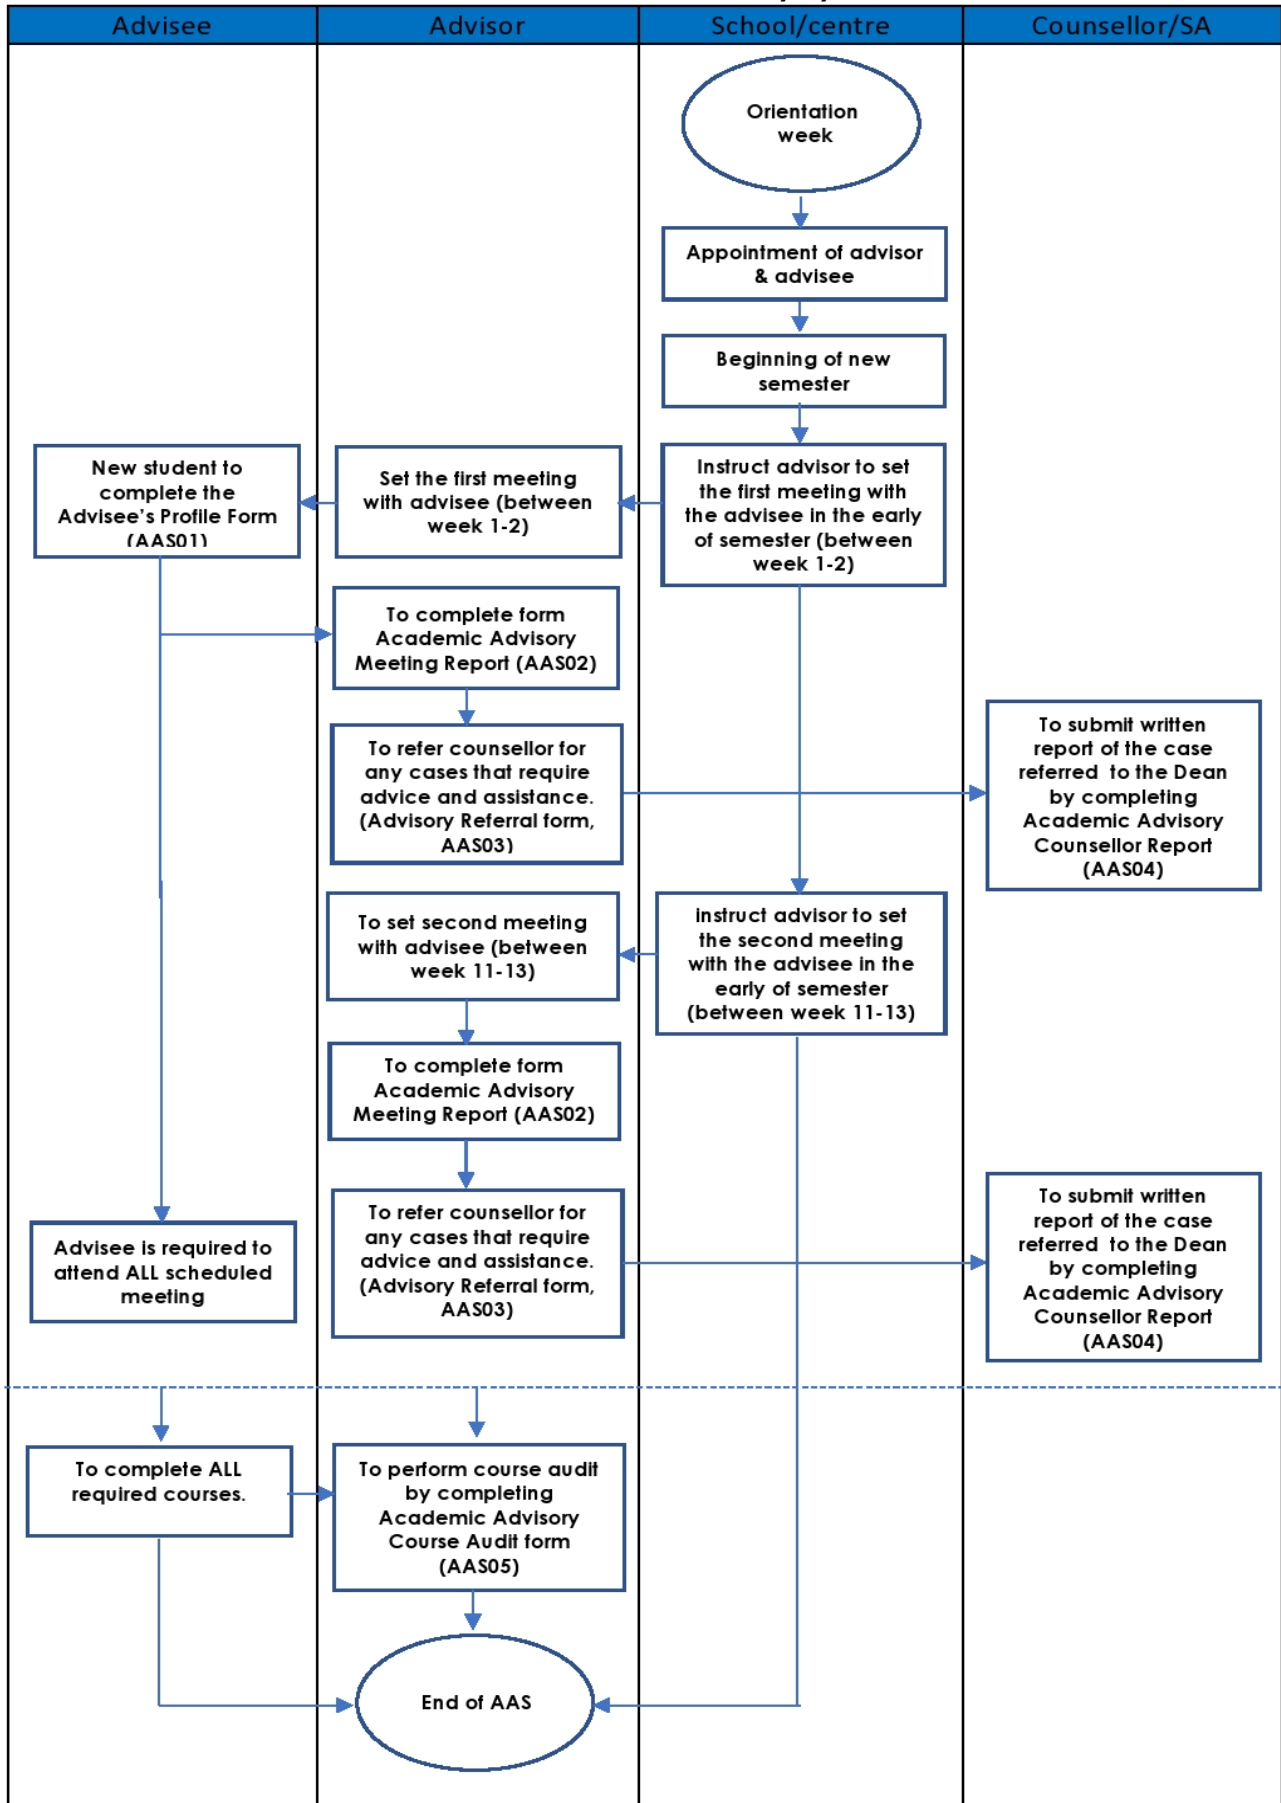 Advisee
Advisor
School/centre
Counsellor/SA
Orientation
week
Appointment of advisor
& advisee
Beginning of new
semester
New student to
complete the
Advisee's Profile Form
(AAS01)
Set the first meeting
with advisee (between
week 1-2)
Instruct advisor to set
the first meeting with
the advisee in the early
of semester (between
week 1-2)
To complete form
Academic Advisory
Meeting Report (AAS02)
To refer counsellor for
any cases that require
advice and assistance.
(Advisory Referral form,
AAS03)
To submit written
report of the case
referred to the Dean
by completing
Academic Advisory
Counsellor Report
(AAS04)
To set second meeting
with advisee (between
week 11-13)
instruct advisor to set
the second meeting
with the advisee in the
early of semester
(between week 11-13)
To complete form
Academic Advisory
Meeting Report (AAS02)
Advisee is required to
attend ALL scheduled
meeting
To refer counsellor for
any cases that require
advice and assistance.
(Advisory Referral form,
AAS03)
To submit written
report of the case
referred to the Dean
by completing
Academic Advisory
Counsellor Report
(AAS04)
To complete ALL
required courses.
To perform course audit
by completing
Academic Advisory
Course Audit form
(AAS05)
End of AAS